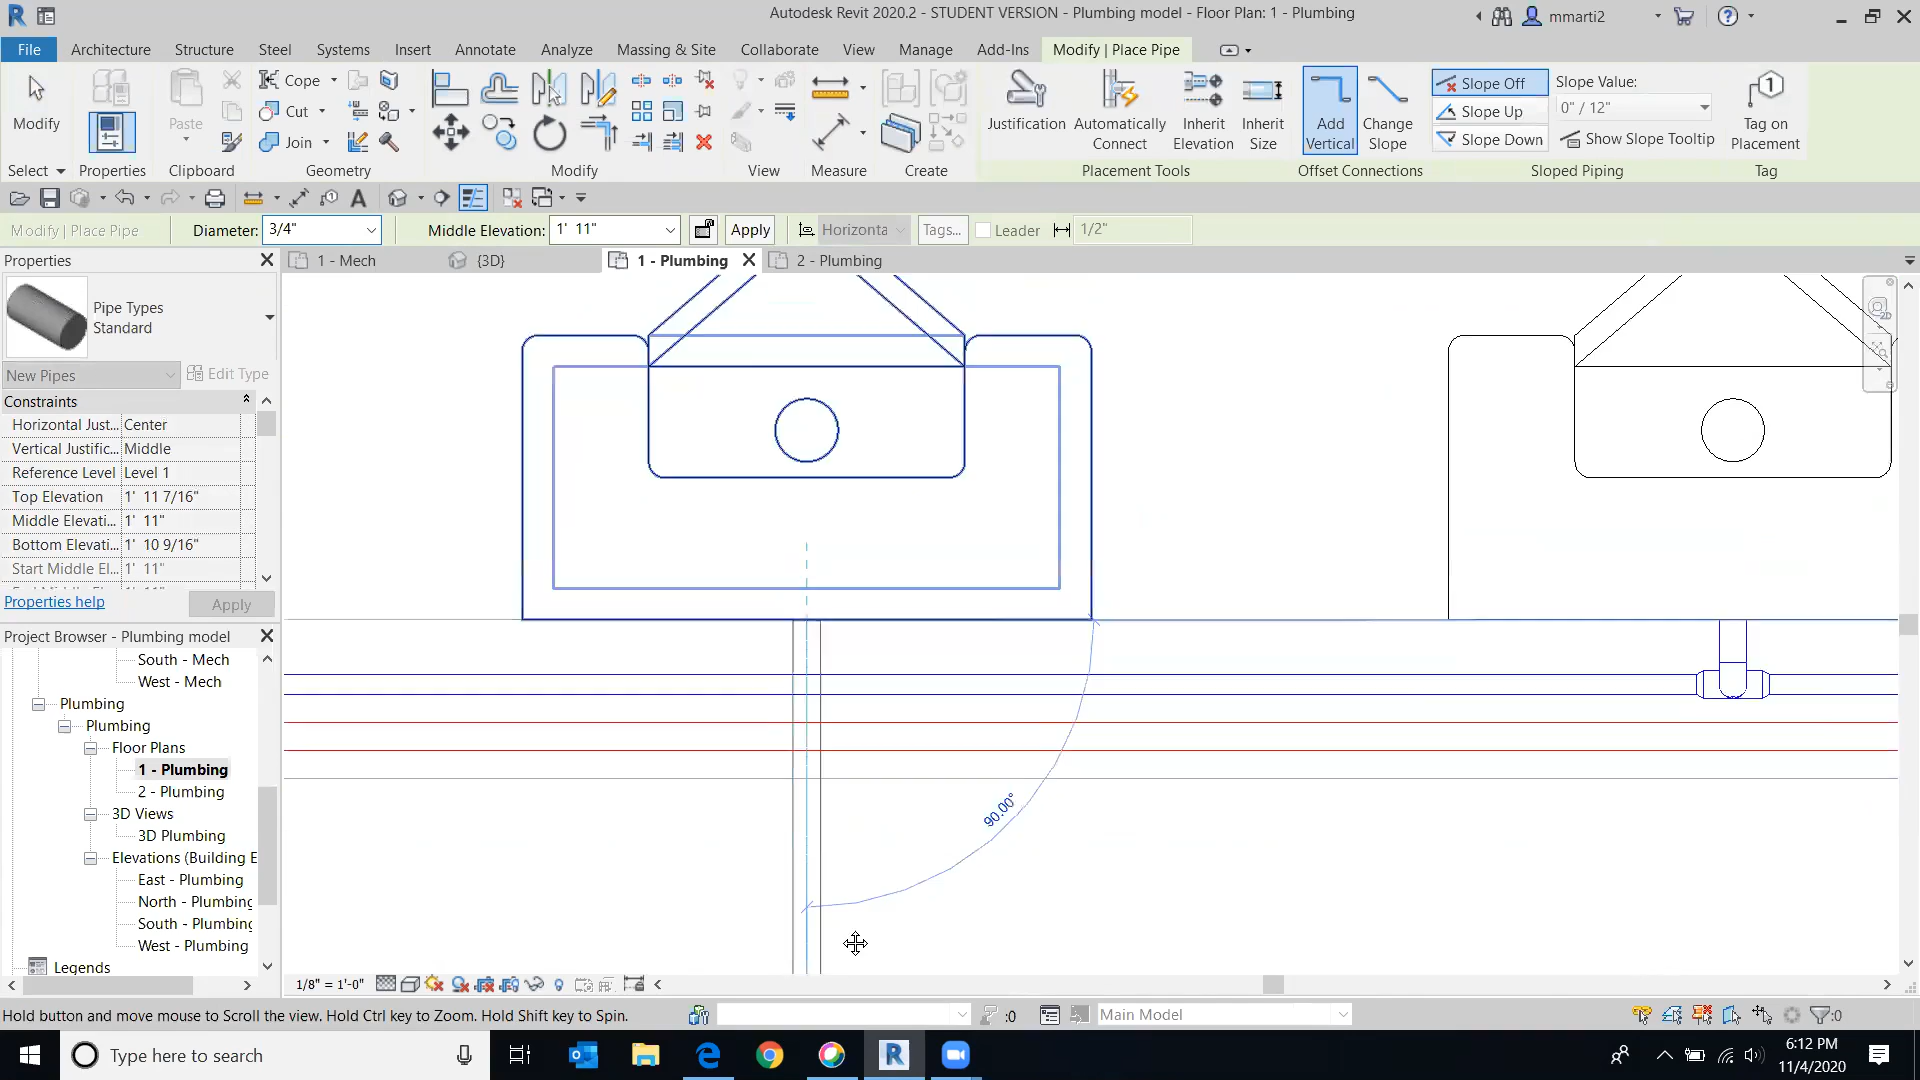 Autodesk Revit 2020.2 - STUDENT VERSION - Plumbing model - Floor Plan: 1 - Plumbing
mmarti2
File
Architecture
Structure
Steel
Systems
Insert
Annotate
Analyze
Massing & Site
Collaborate
View
Manage
Add-Ins
Modify | Place Pipe
Modify
Paste
Cope
Cut
Join
Justification
Automatically
Connect
Inherit
Elevation
Inherit
Size
Add
Vertical
Change
Slope
Slope Off
Slope Up
Slope Down
Slope Value:
0" / 12"
Show Slope Tooltip
Tag on
Placement
Select
Properties
Clipboard
Geometry
Modify
View
Measure
Create
Placement Tools
Offset Connections
Sloped Piping
Tag
Modify | Place Pipe
Diameter:
3/4"
Middle Elevation:
1' 11"
Apply
Horizonta
Tags...
Leader
1/2"
Properties
1 - Mech
{3D}
1 - Plumbing
2 - Plumbing
Pipe Types
Standard
New Pipes
Edit Type
Constraints
Horizontal Just... Center
Vertical Justific... Middle
Reference Level Level 1
Top Elevation 1' 11 7/16"
Middle Elevati... 1' 11"
Bottom Elevati... 1' 10 9/16"
Start Middle El... 1' 11"
Properties help
Apply
Project Browser - Plumbing model
South - Mech
West - Mech
Plumbing
Plumbing
Floor Plans
1 - Plumbing
2 - Plumbing
3D Views
3D Plumbing
Elevations (Building E
East - Plumbing
North - Plumbing
South - Plumbing
West - Plumbing
Legends
90.00°
2D
1/8" = 1'-0"
Hold button and move mouse to Scroll the view. Hold Ctrl key to Zoom. Hold Shift key to Spin.
:0
Main Model
:0
Type here to search
6:12 PM
11/4/2020